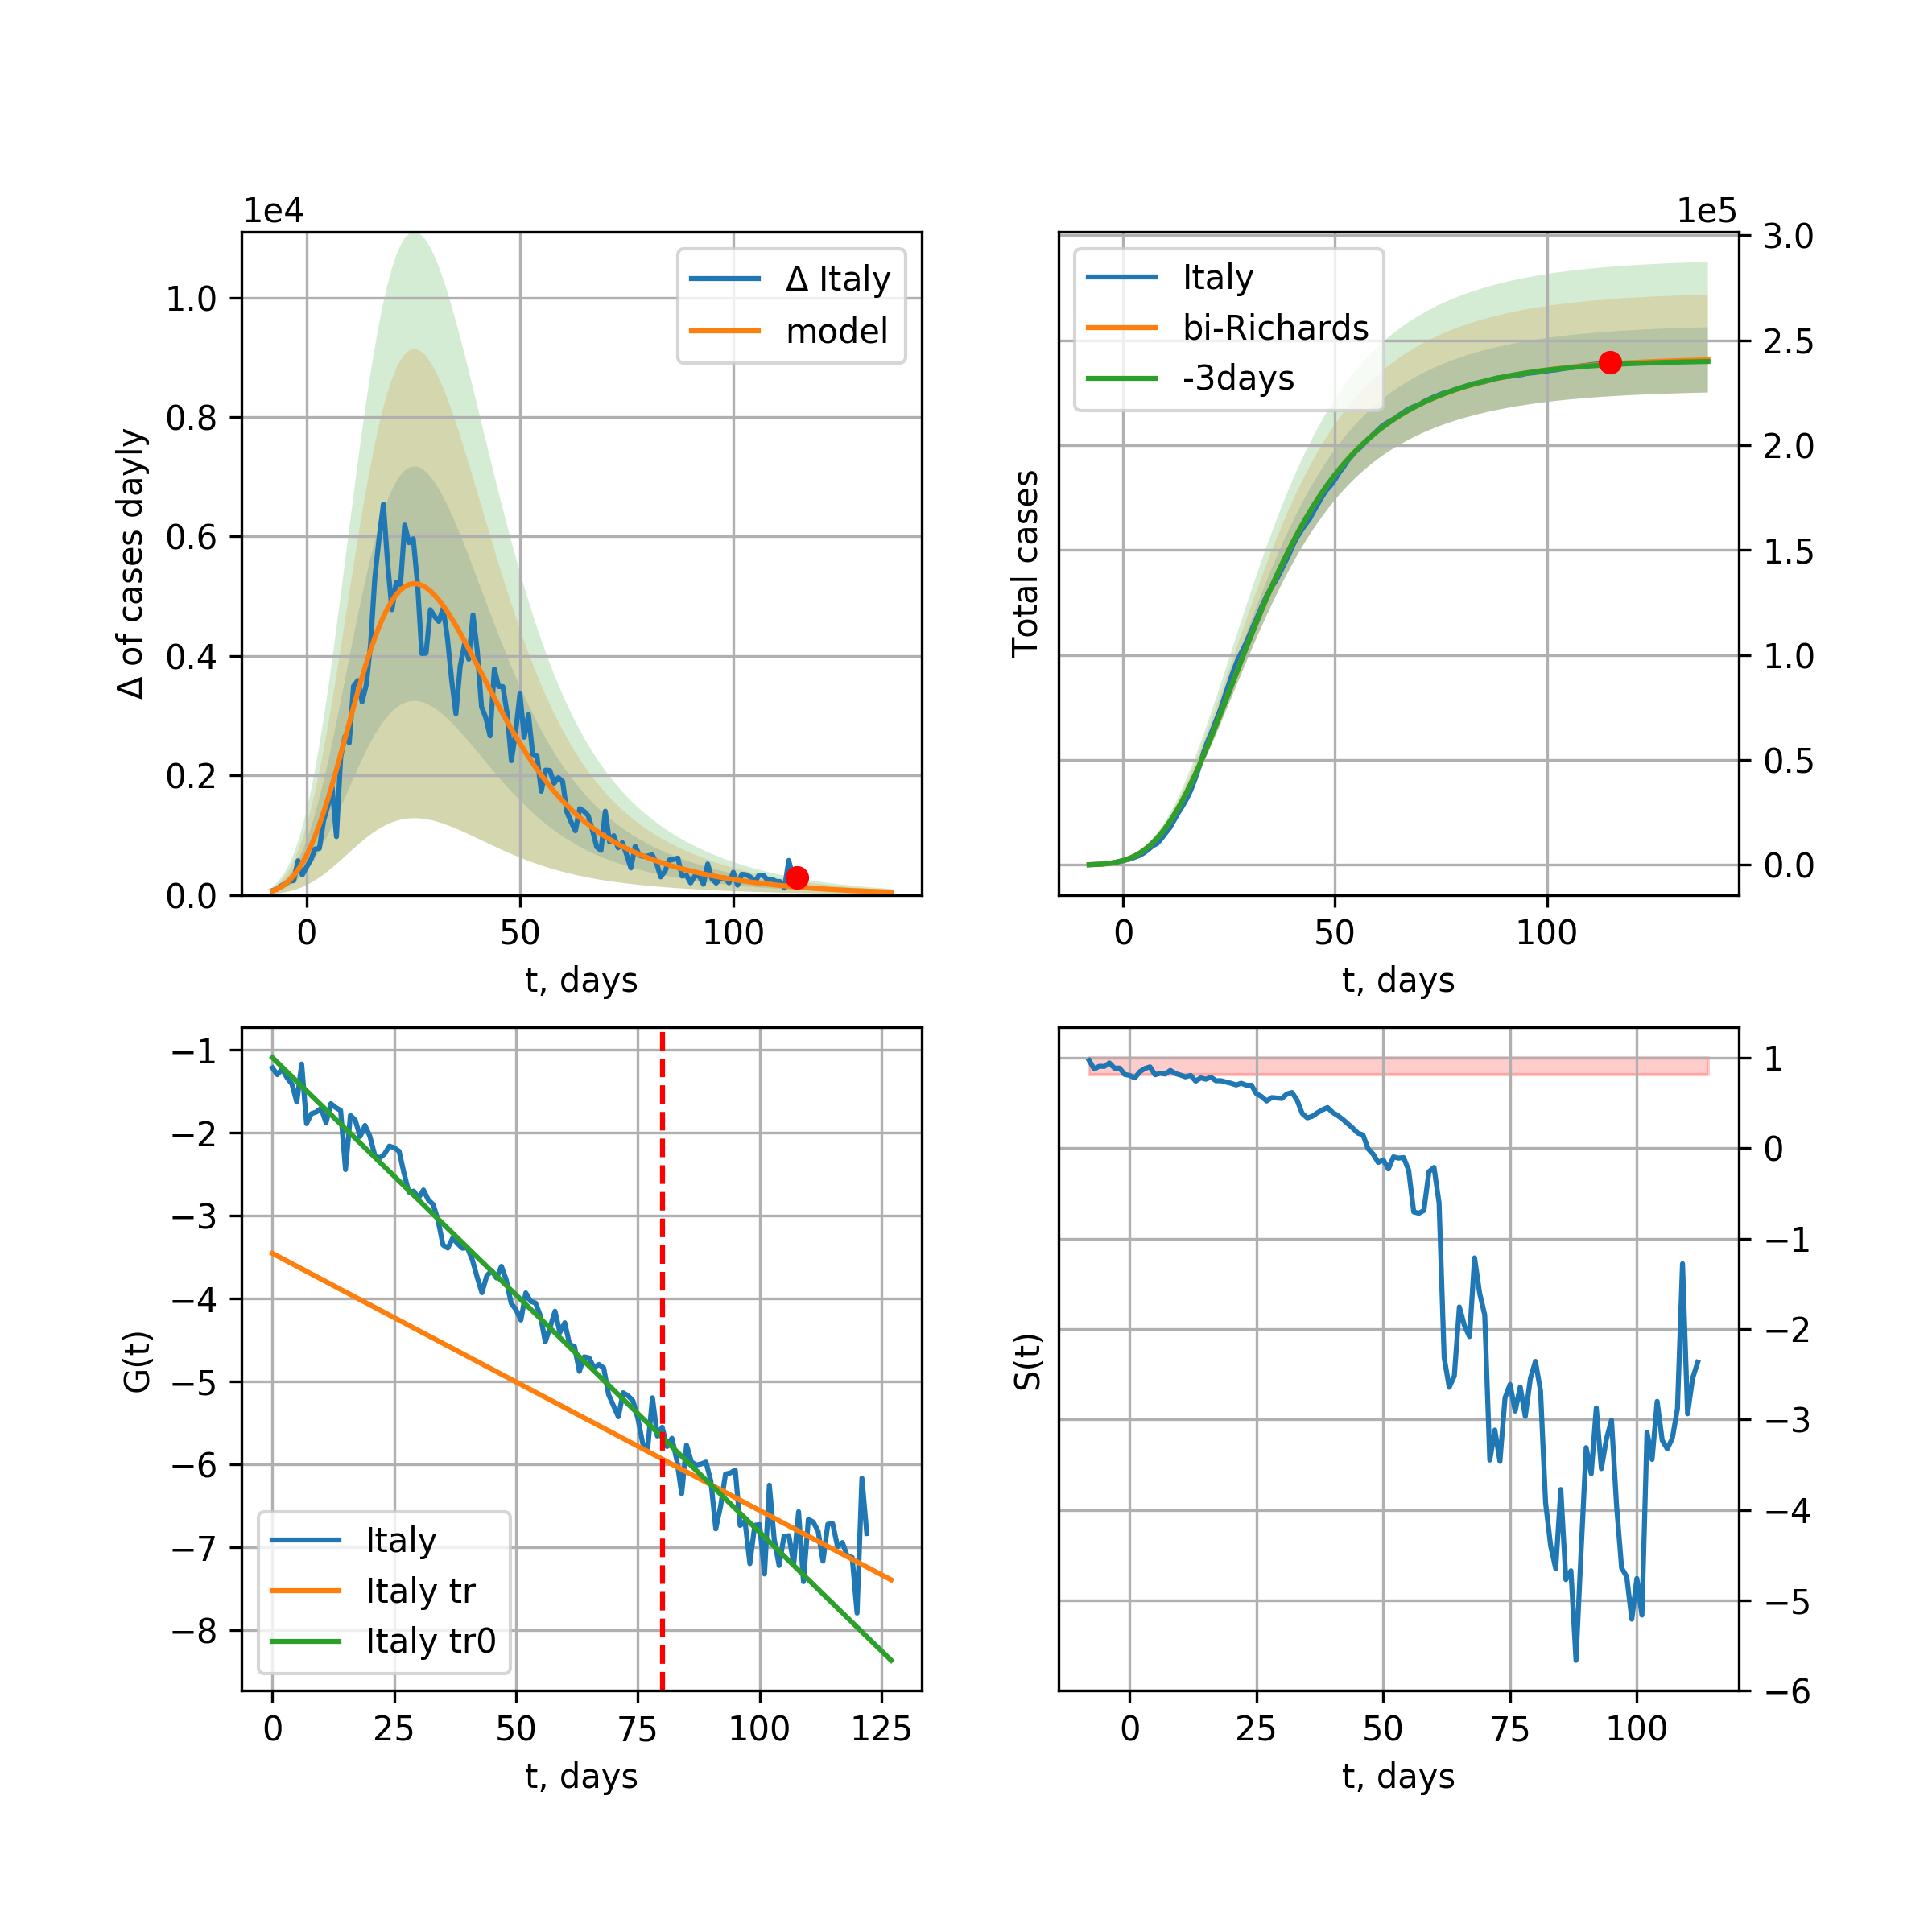 1e4
Δ of cases dayly
1.0
0.8
0.6
0.4
0.2
0.0
Δ Italy
model
0
50
100
t, days
1e5
Total cases
Italy
bi-Richards
-3days
3.0
2.5
2.0
1.5
1.0
0.5
0.0
0
50
100
t, days
G(t)
−1
−2
−3
−4
−5
−6
−7
−8
Italy
Italy tr
Italy tr0
0
25
50
75
100
125
t, days
S(t)
1
0
−1
−2
−3
−4
−5
−6
0
25
50
75
100
t, days